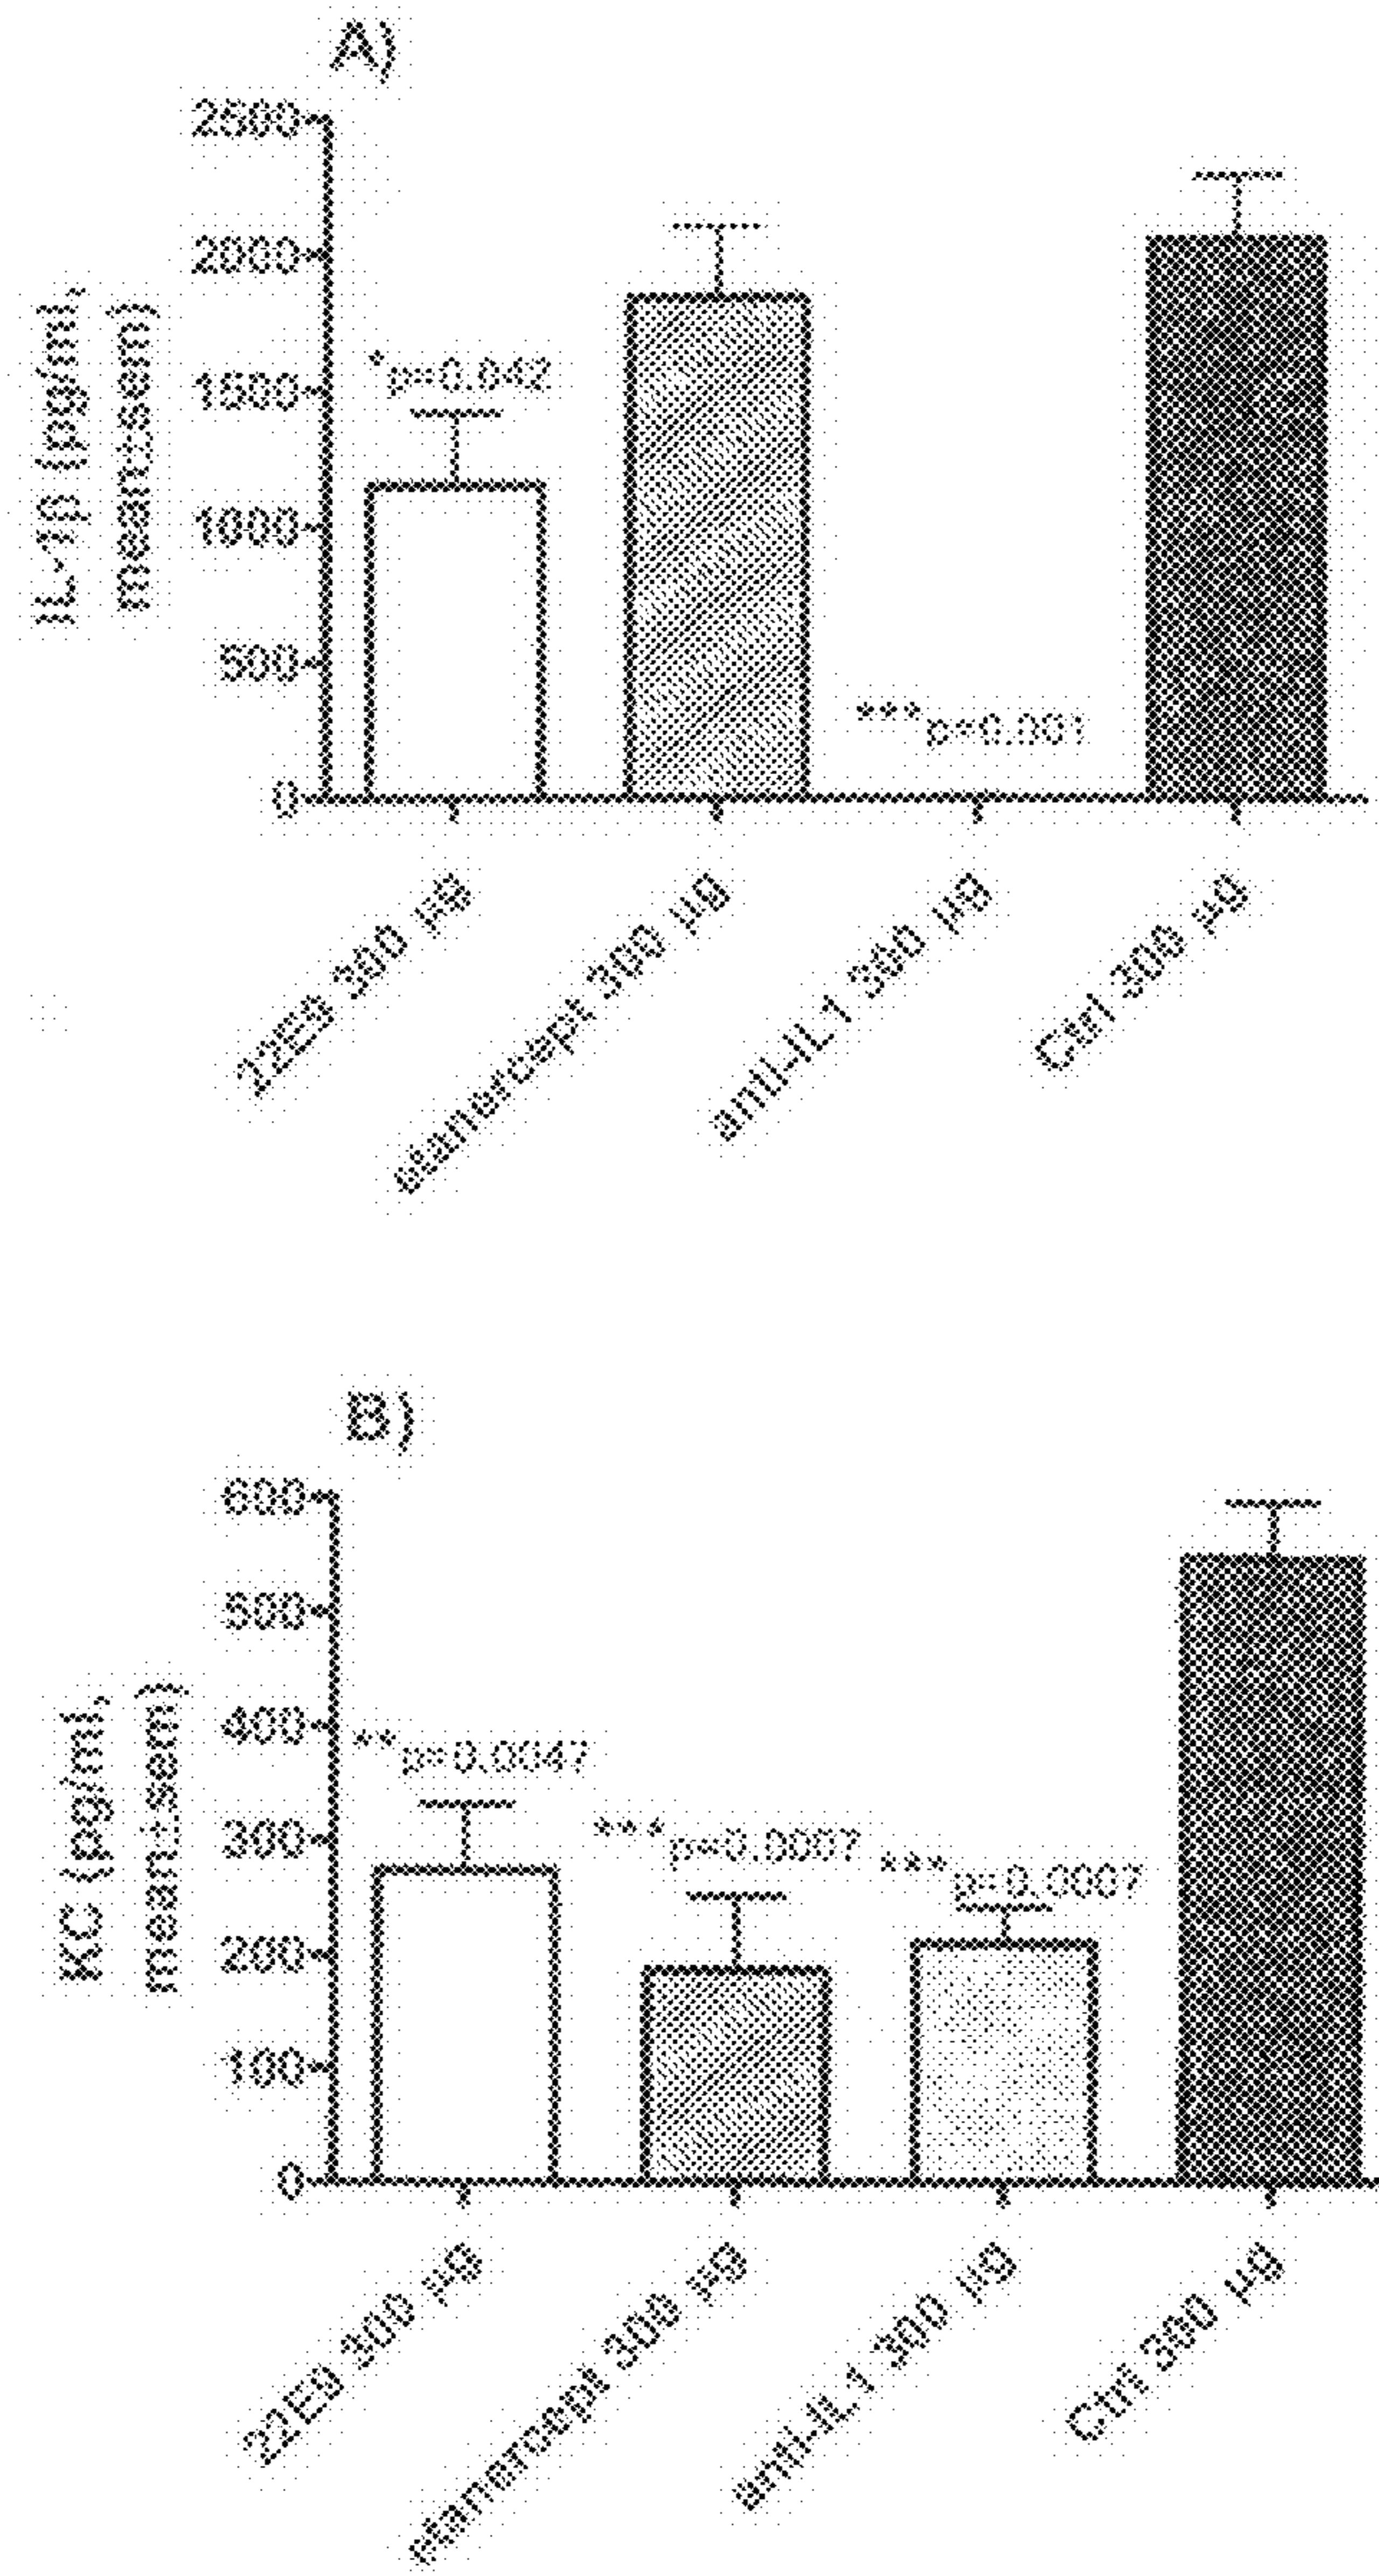 A)
IL-1β (pg/ml,
mean±sem)
2500
2000
1500
1000
500
0
*p=0.042
***p=0.001
22E9 300 µg
etanercept 300 µg
anti-IL1 300 µg
Ctrl 300 µg
B)
KC (pg/ml,
mean±sem)
600
500
400
300
200
100
0
**p=0.0047
***p=0.0007
***p=0.0007
22E9 300 µg
etanercept 300 µg
anti-IL1 300 µg
Ctrl 300 µg